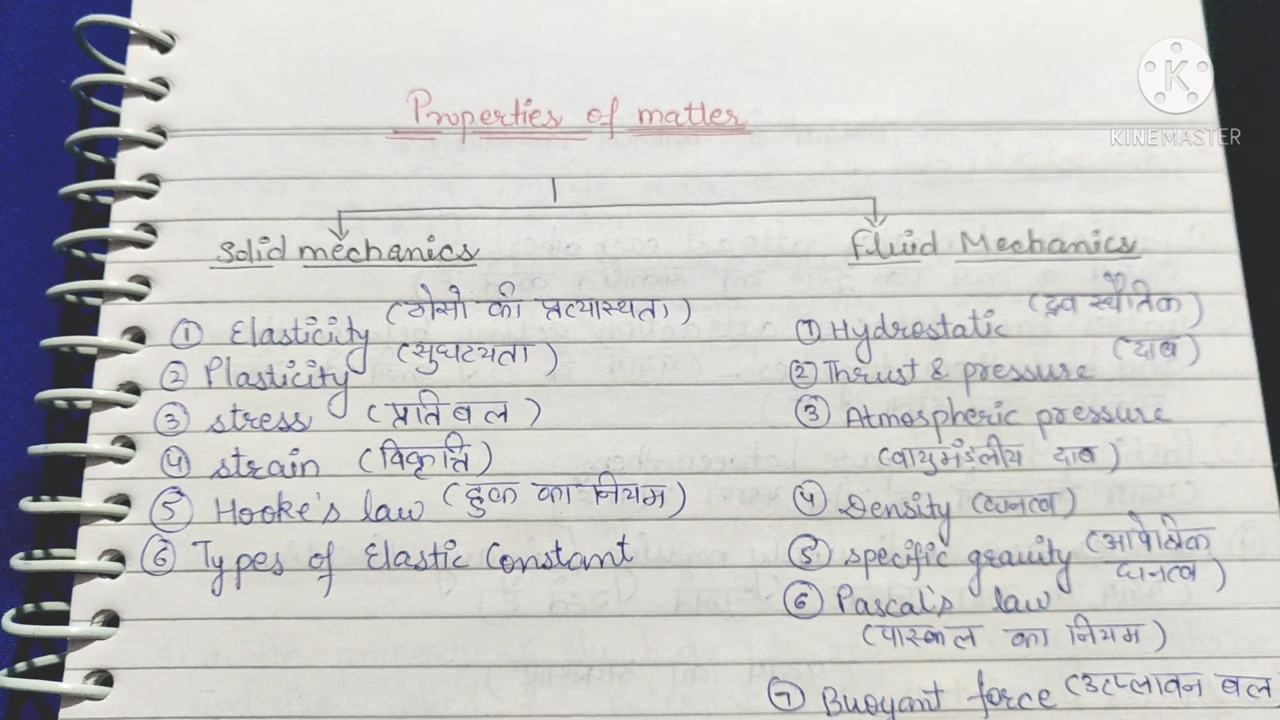 Properties of matter
K
KINEMASTER
Solid mechanics
(ठोसो की प्रत्यास्थता)
① Elasticity
② Plasticity (सुघटयता)
③ stress (प्रतिबल)
④ strain (विकृति)
⑤ Hooke's law (हुक का नियम)
⑥ Types of Elastic Constant
Fluid Mechanics
① Hydrostatic (द्रव स्थैतिक)
② Thrust & pressure (दाब)
③ Atmospheric pressure
(वायुमंडलीय दाब)
④ Density (घनत्व)
⑤ specific gravity (आपेक्षिक
घनत्व)
⑥ Pascal's law
(पास्कल का नियम)
⑦ Buoyant force (उत्प्लावन बल